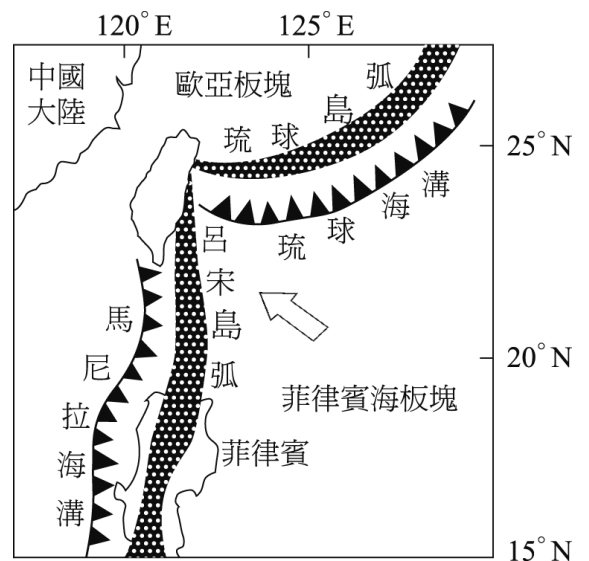 120°E 125°E
中國
大陸
歐亞板塊
琉球島弧
25°N
琉球海溝
呂宋島弧
馬尼拉海溝
20°N
菲律賓海板塊
菲律賓
15°N